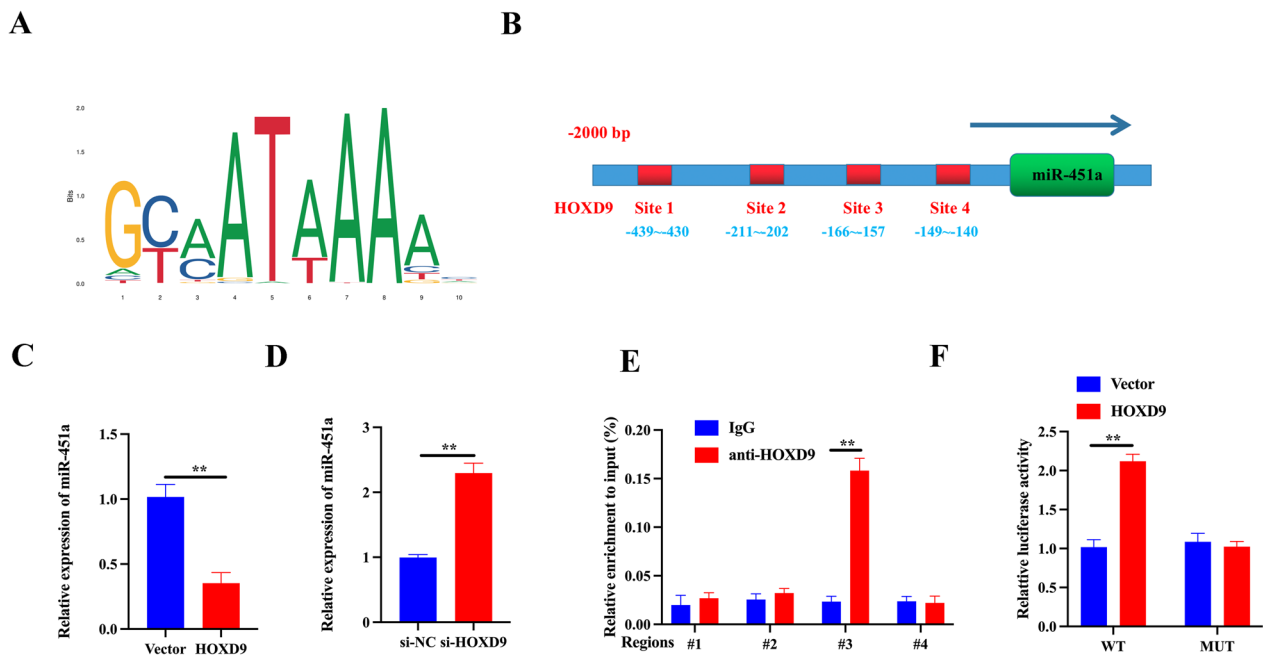 A
B
2.0
1.5
1.0
0.5
0.0
Bits
1 2 3 4 5 6 7 8 9 10
-2000 bp
miR-451a
HOXD9 Site 1 Site 2 Site 3 Site 4
-439~-430 -211~-202 -166~-157 -149~-140
C
Relative expression of miR-451a
1.5
1.0
0.5
0.0
**
Vector HOXD9
D
Relative expression of miR-451a
3
2
1
0
**
si-NC si-HOXD9
E
Relative enrichment to input (%)
IgG
anti-HOXD9
0.20
0.15
0.10
0.05
0.00
**
Regions #1 #2 #3 #4
F
Vector
HOXD9
Relattive luciferase activity
2.5
2.0
1.5
1.0
0.5
0.0
**
WT MUT